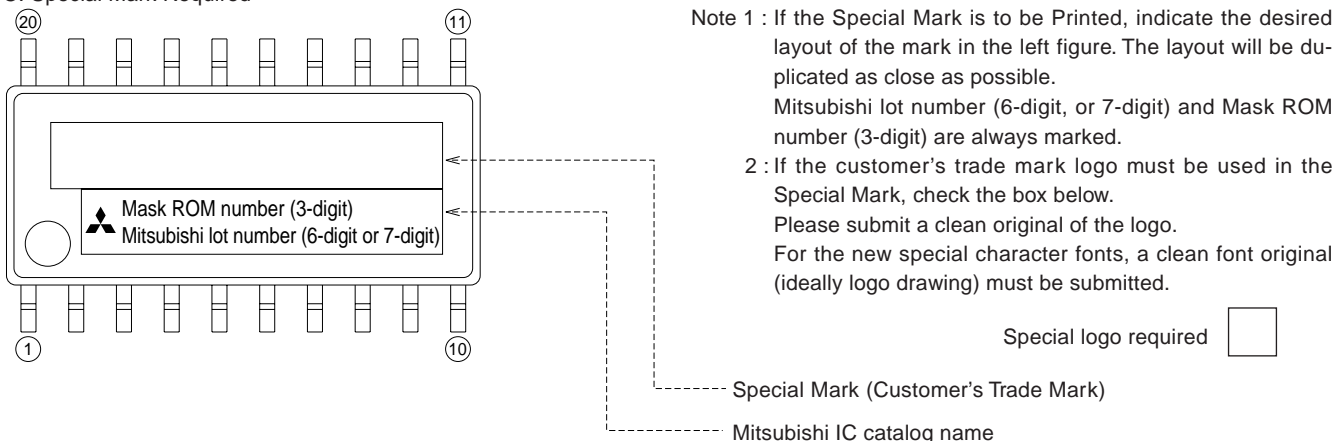 C. Special Mark Required
20
11
Mask ROM number (3-digit)
Mitsubishi lot number (6-digit or 7-digit)
1
10
Note 1 : If the Special Mark is to be Printed, indicate the desired
layout of the mark in the left figure. The layout will be du-
plicated as close as possible.
Mitsubishi lot number (6-digit, or 7-digit) and Mask ROM
number (3-digit) are always marked.
2 : If the customer's trade mark logo must be used in the
Special Mark, check the box below.
Please submit a clean original of the logo.
For the new special character fonts, a clean font original
(ideally logo drawing) must be submitted.
Special logo required
Special Mark (Customer's Trade Mark)
Mitsubishi IC catalog name